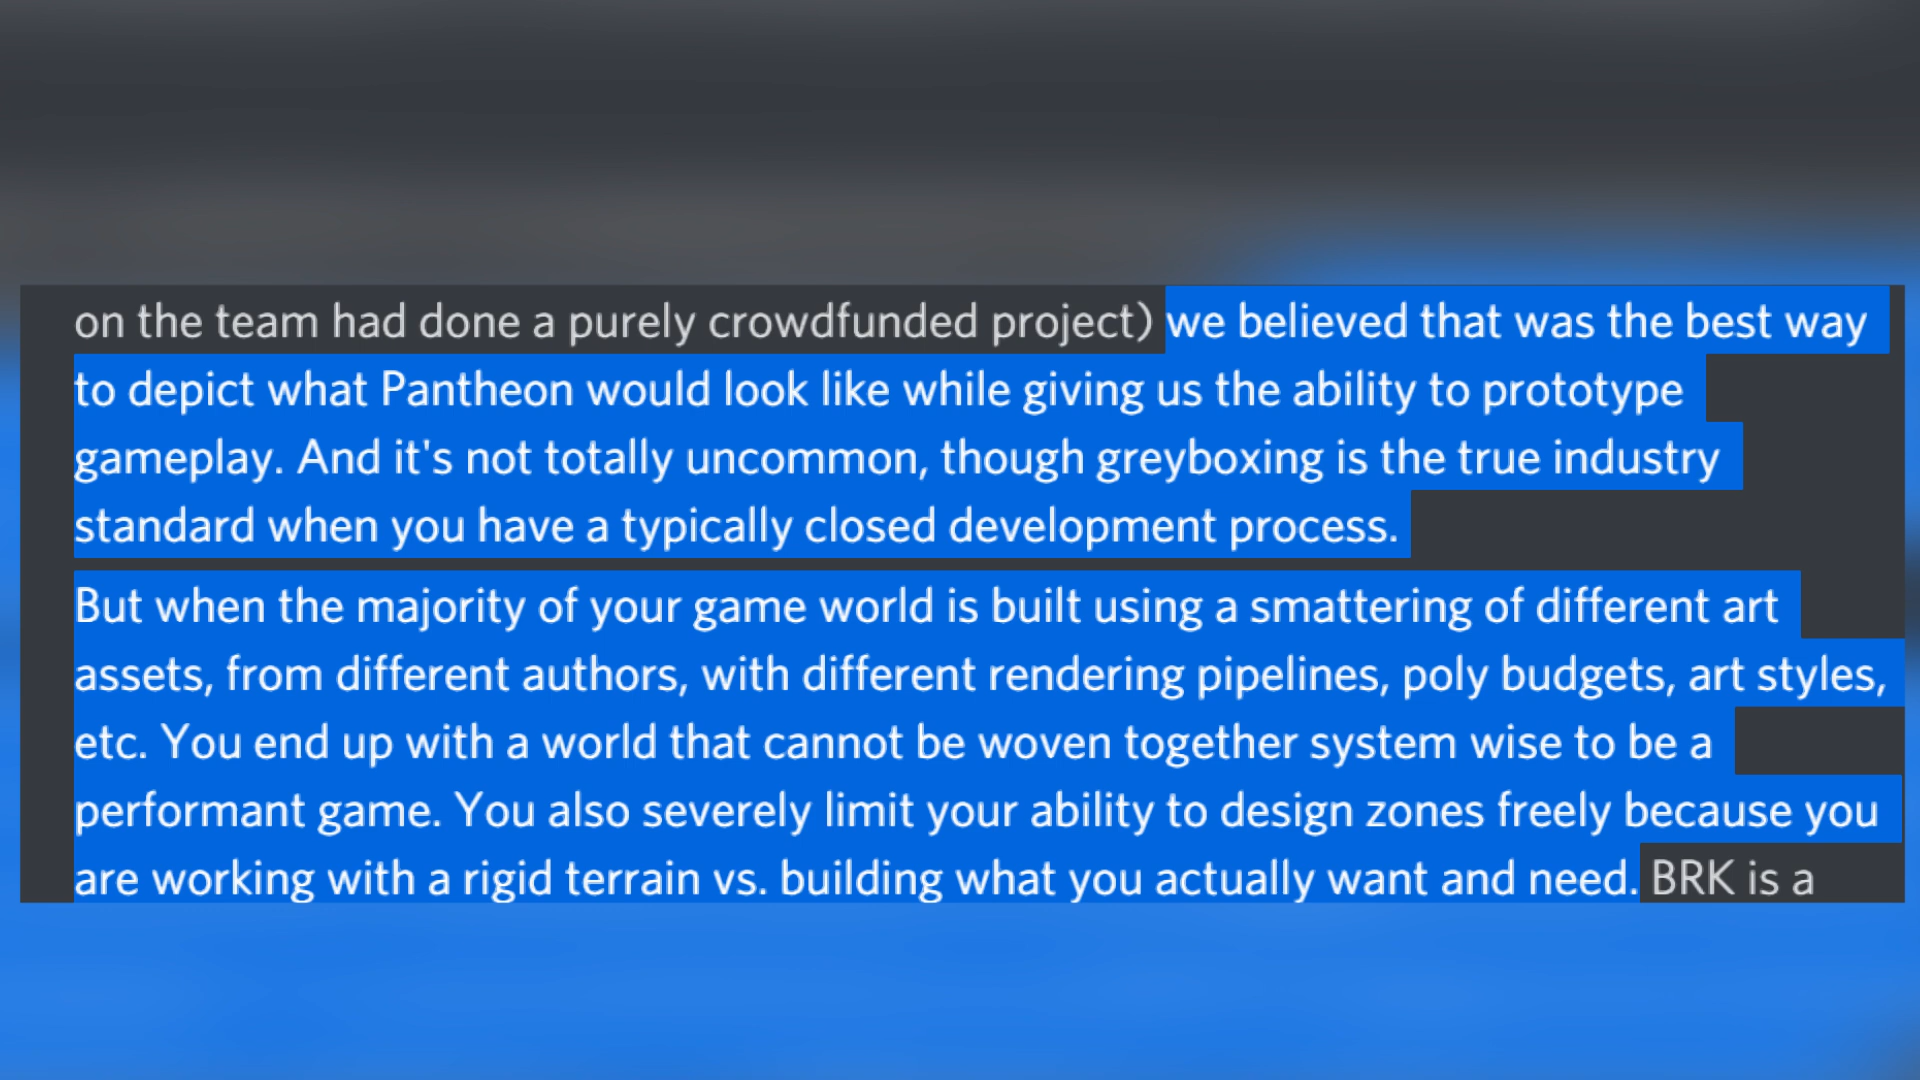 on the team had done a purely crowdfunded project) we believed that was the best way
to depict what Pantheon would look like while giving us the ability to prototype
gameplay. And it's not totally uncommon, though greyboxing is the true industry
standard when you have a typically closed development process.
But when the majority of your game world is built using a smattering of different art
assets, from different authors, with different rendering pipelines, poly budgets, art styles,
etc. You end up with a world that cannot be woven together system wise to be a
performant game. You also severely limit your ability to design zones freely because you
are working with a rigid terrain vs. building what you actually want and need. BRK is a